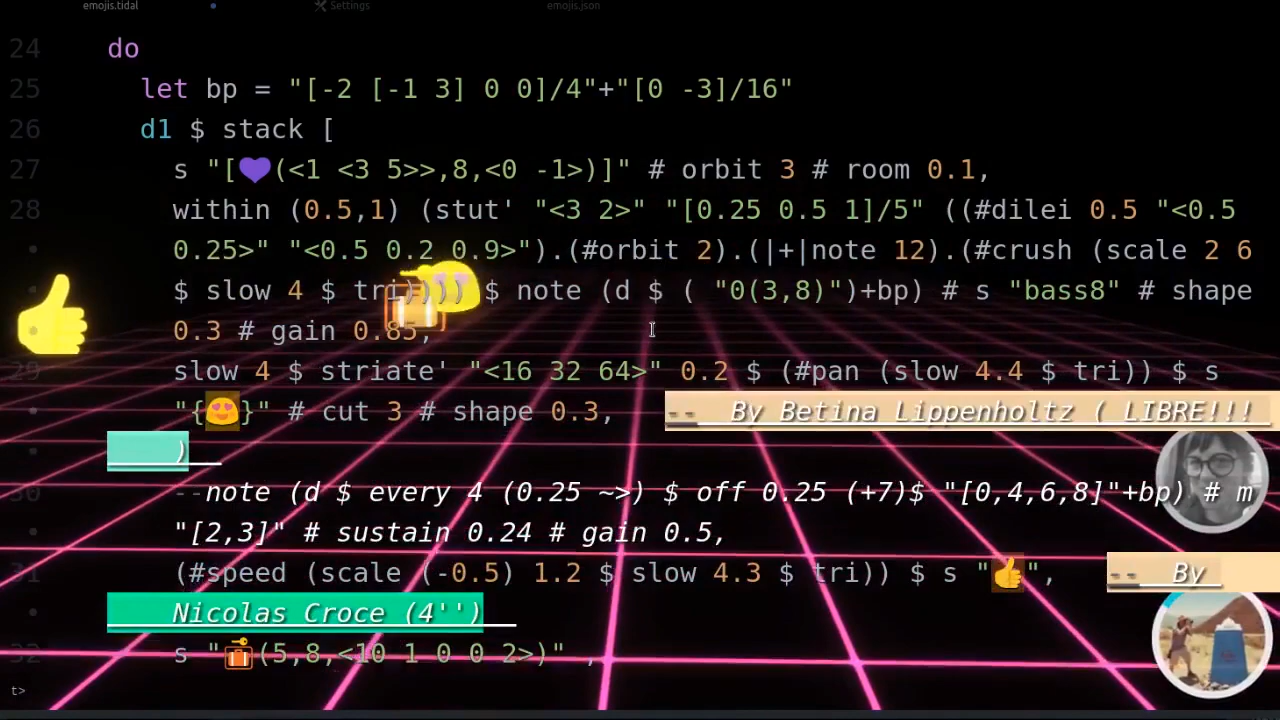 emojis.tidal Settings emojis.json
24 do
25 let bp = "[-2 [-1 3] 0 0]/4"+"[0 -3]/16"
26 d1 $ stack [
27 s "[💜(<1 <3 5>>,8,<0 -1>)]" # orbit 3 # room 0.1,
28 within (0.5,1) (stut' "<3 2>" "[0.25 0.5 1]/5" ((#dilei 0.5 "<0.5
0.25>" "<0.5 0.2 0.9>").(#orbit 2).(|+|note 12).(#crush (scale 2 6
$ slow 4 $ tri)))) $ note (d $ ( "0(3,8)")+bp) # s "bass8" # shape
0.3 # gain 0.85,
29 slow 4 $ striate' "<16 32 64>" 0.2 $ (#pan (slow 4.4 $ tri)) $ s
"{😍}" # cut 3 # shape 0.3, -- By Betina Lippenholtz ( LIBRE!!!
)
30 --note (d $ every 4 (0.25 ~>) $ off 0.25 (+7)$ "[0,4,6,8]"+bp) # m
"[2,3]" # sustain 0.24 # gain 0.5,
31 (#speed (scale (-0.5) 1.2 $ slow 4.3 $ tri)) $ s "👍", -- By
Nicolas Croce (4'')
32 s "🛄(5,8,<10 1 0 0 2>)" ,
t>